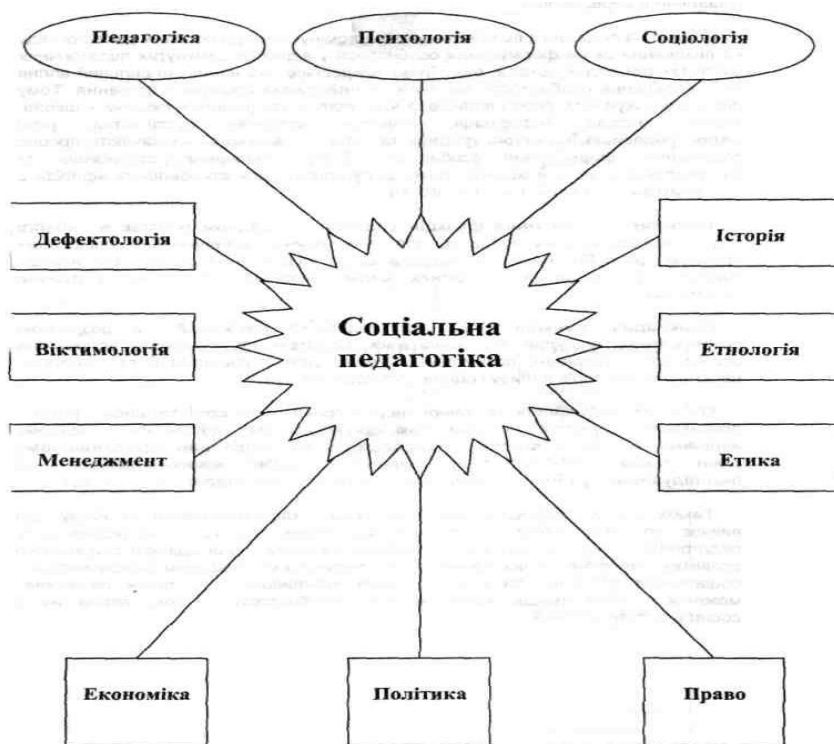 Педагогіка
Психологія
Соціологія
Дефектологія
Історія
Соціальна
педагогіка
Віктимологія
Етнологія
Менеджмент
Етика
Економіка
Політика
Право